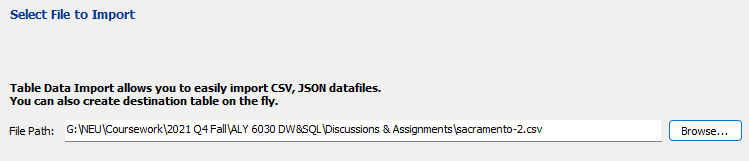 Select File to Import
Table Data Import allows you to easily import CSV, JSON datafiles.
You can also create destination table on the fly.
File Path: G:\NEU\Coursework\2021 Q4 Fall\ALY 6030 DW&SQL\Discussions & Assignments\sacramento-2.csv Browse...